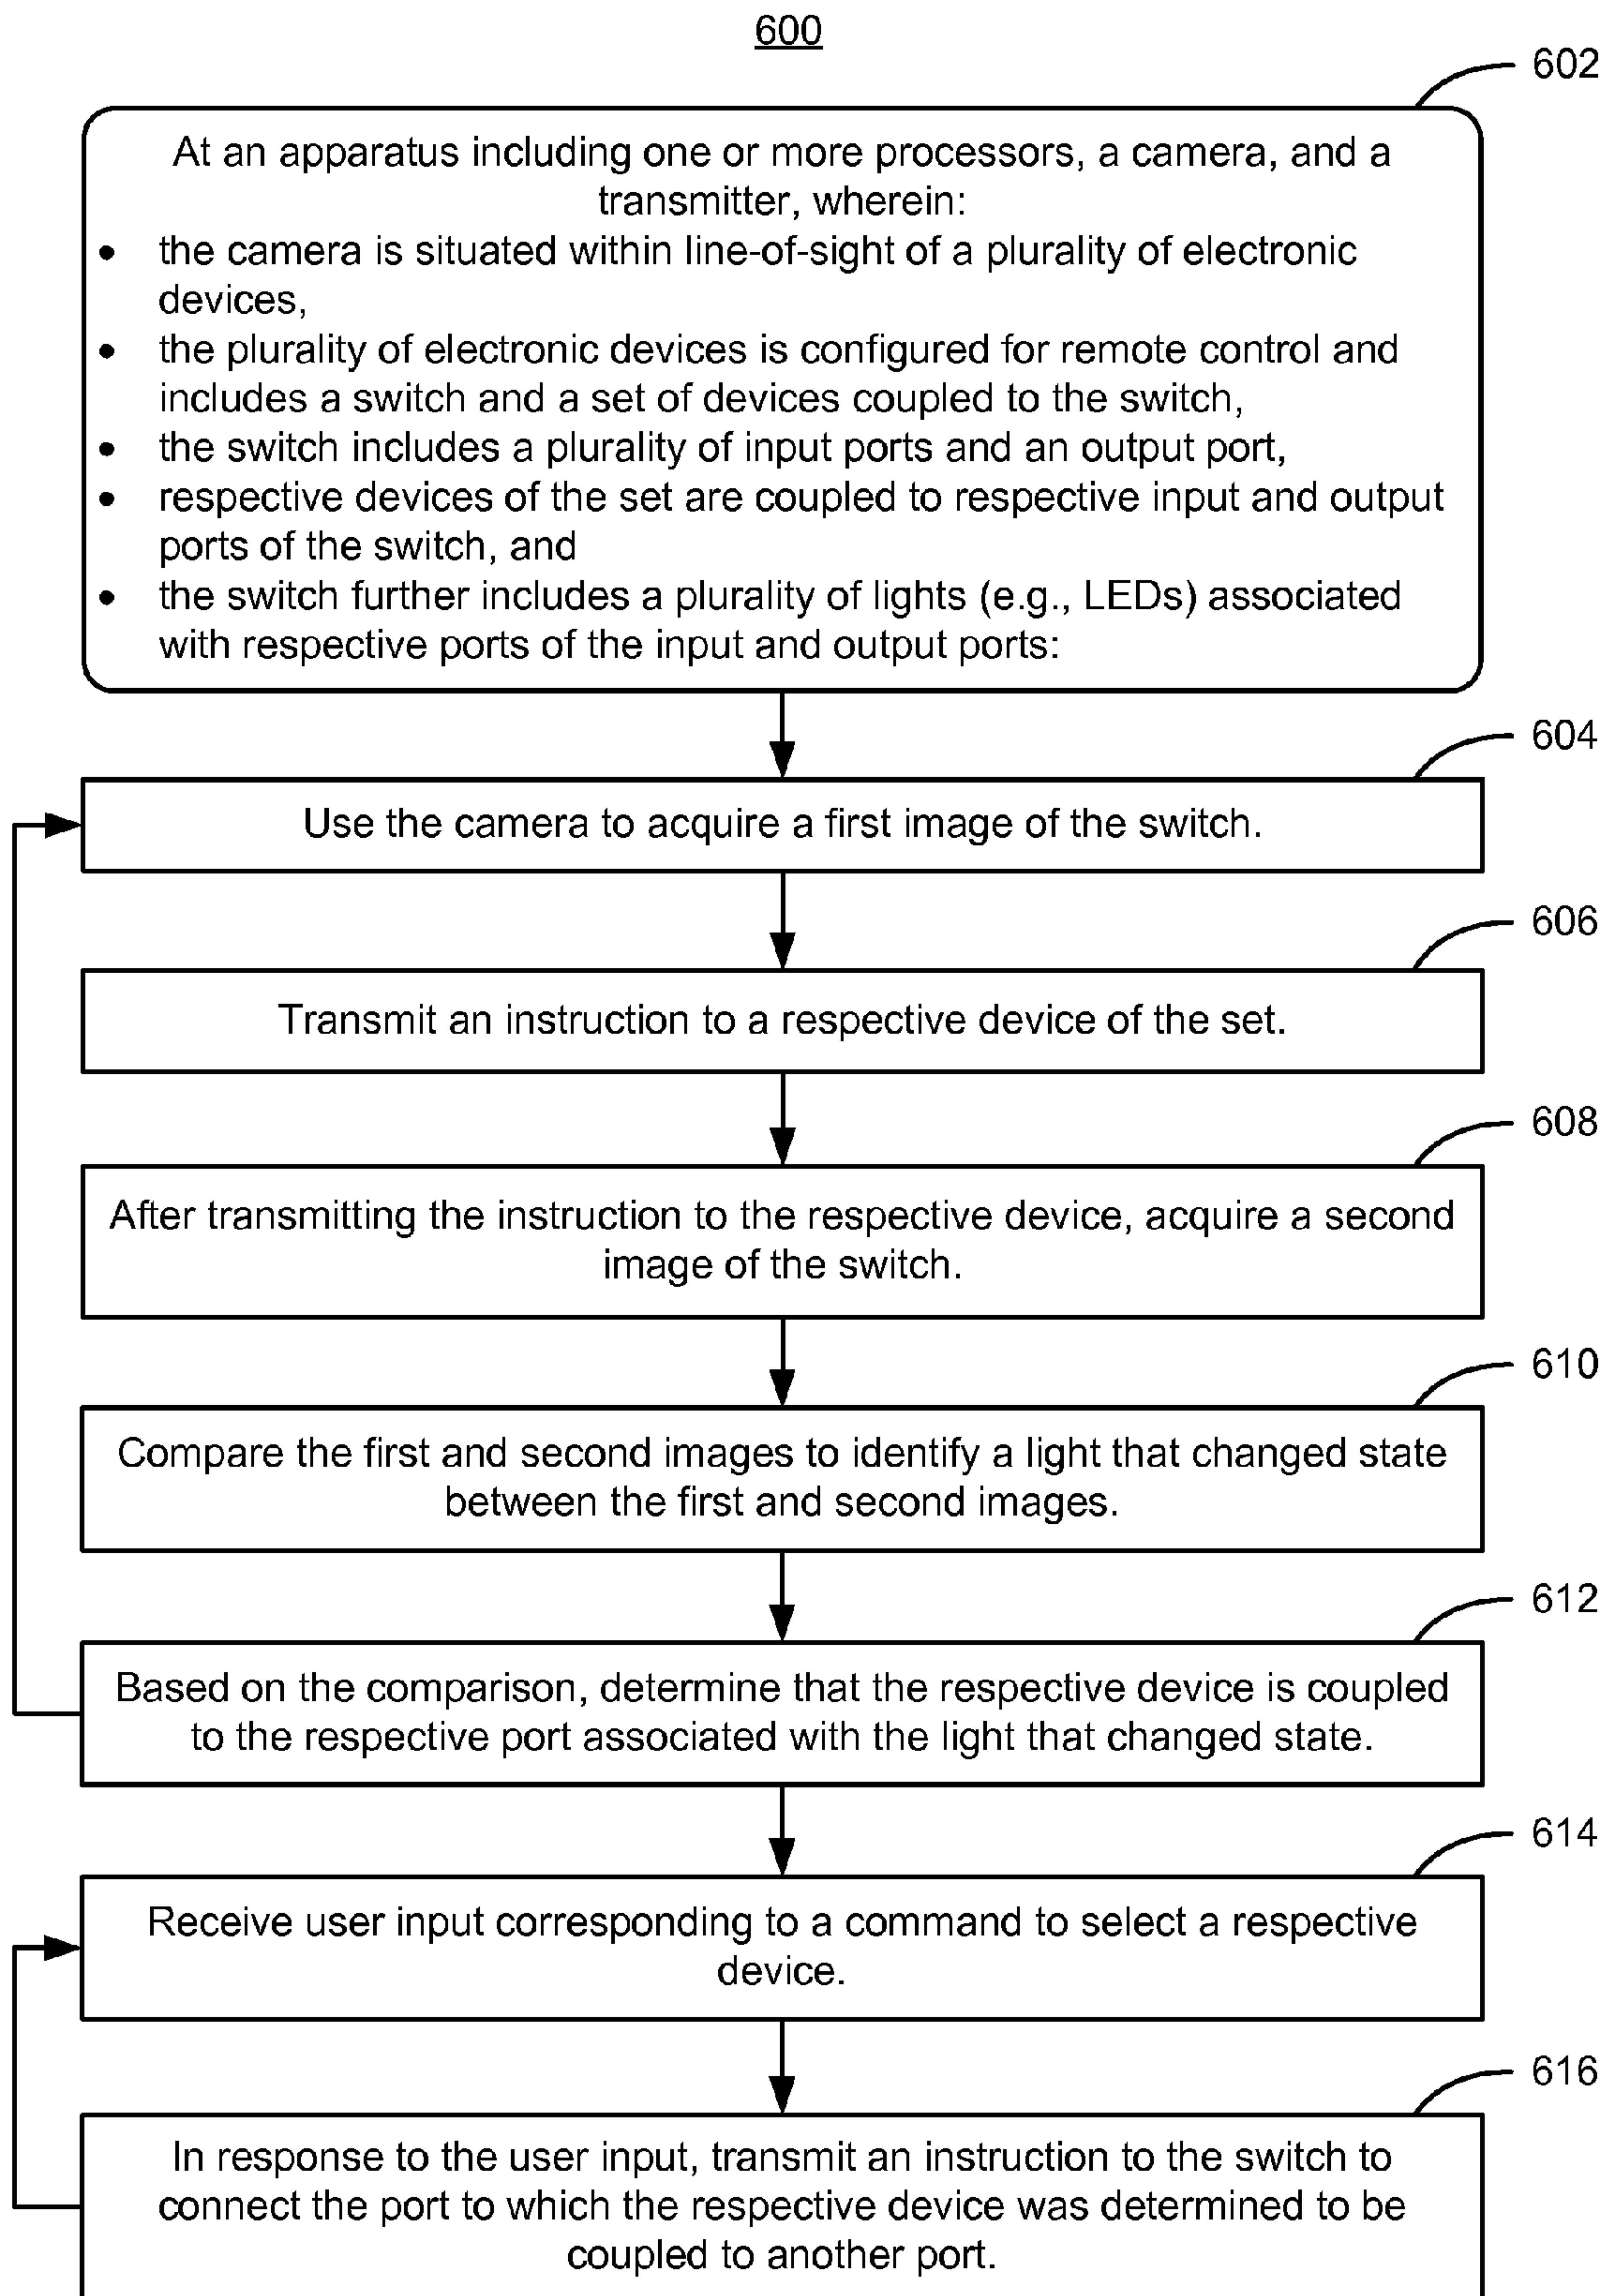 600
602
At an apparatus including one or more processors, a camera, and a
transmitter, wherein:
• the camera is situated within line-of-sight of a plurality of electronic
devices,
• the plurality of electronic devices is configured for remote control and
includes a switch and a set of devices coupled to the switch,
• the switch includes a plurality of input ports and an output port,
• respective devices of the set are coupled to respective input and output
ports of the switch, and
• the switch further includes a plurality of lights (e.g., LEDs) associated
with respective ports of the input and output ports:
604
Use the camera to acquire a first image of the switch.
606
Transmit an instruction to a respective device of the set.
608
After transmitting the instruction to the respective device, acquire a second
image of the switch.
610
Compare the first and second images to identify a light that changed state
between the first and second images.
612
Based on the comparison, determine that the respective device is coupled
to the respective port associated with the light that changed state.
614
Receive user input corresponding to a command to select a respective
device.
616
In response to the user input, transmit an instruction to the switch to
connect the port to which the respective device was determined to be
coupled to another port.